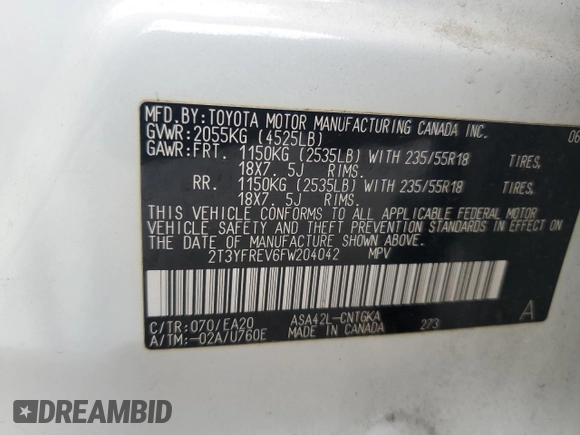 MFD.BY:TOYOTA MOTOR MANUFACTURING CANADA INC. 06
GVWR:2055KG (4525LB)
GAWR:FRT. 1150KG (2535LB) WITH 235/55R18 TIRES,
18X7. 5J RIMS.
RR. 1150KG (2535LB) WITH 235/55R18 TIRES,
18X7. 5J RIMS.
THIS VEHICLE CONFORMS TO ALL APPLICABLE FEDERAL MOTOR
VEHICLE SAFETY AND THEFT PREVENTION STANDARDS IN EFFECT
ON THE DATE OF MANUFACTURE SHOWN ABOVE.
2T3YFREV6FW204042 MPV
C/TR:070/EA20 ASA42L-CNTGKA A
A/TM:-02A/U760E MADE IN CANADA 273
DREAMBID